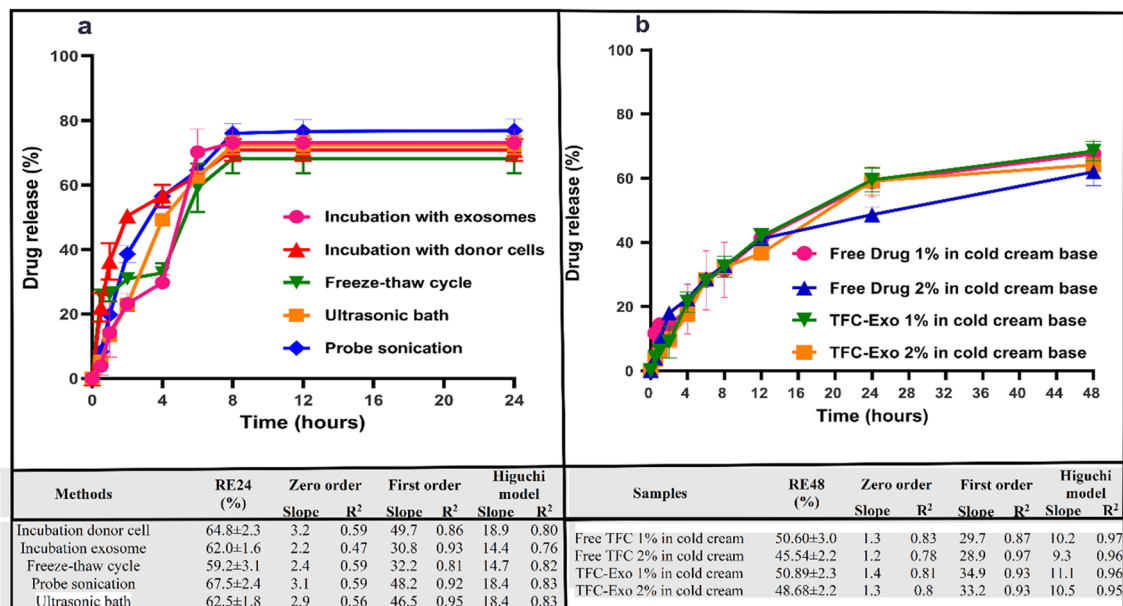 a
100
80
60
40
20
0
Drug release (%)
0 4 8 12 16 20 24
Time (hours)
Incubation with exosomes
Incubation with donor cells
Freeze-thaw cycle
Ultrasonic bath
Probe sonication
b
100
80
60
40
20
0
Drug release (%)
0 4 8 12 16 20 24 28 32 36 40 44 48
Time (hours)
Free Drug 1% in cold cream base
Free Drug 2% in cold cream base
TFC-Exo 1% in cold cream base
TFC-Exo 2% in cold cream base
Methods RE24 (%) Zero order First order Higuchi model
Slope R² Slope R² Slope R²
Incubation donor cell 64.8±2.3 3.2 0.59 49.7 0.86 18.9 0.80
Incubation exosome 62.0±1.6 2.2 0.47 30.8 0.93 14.4 0.76
Freeze-thaw cycle 59.2±3.1 2.4 0.59 32.2 0.81 14.7 0.82
Probe sonication 67.5±2.4 3.1 0.59 48.2 0.92 18.4 0.83
Ultrasonic bath 62.5±1.8 2.9 0.56 46.5 0.95 18.4 0.83
Samples RE48 (%) Zero order First order Higuchi model
Slope R² Slope R² Slope R²
Free TFC 1% in cold cream 50.60±3.0 1.3 0.83 29.7 0.87 10.2 0.97
Free TFC 2% in cold cream 45.54±2.2 1.2 0.78 28.9 0.97 9.3 0.96
TFC-Exo 1% in cold cream 50.89±2.3 1.4 0.81 34.9 0.93 11.1 0.96
TFC-Exo 2% in cold cream 48.68±2.2 1.3 0.8 33.2 0.93 10.5 0.95